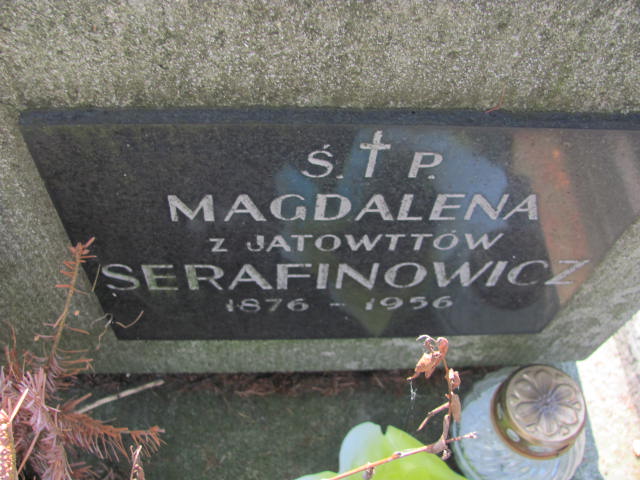 Ś. † P.
MAGDALENA
Z JATOWTTÓW
SERAFINOWICZ
1876 - 1956